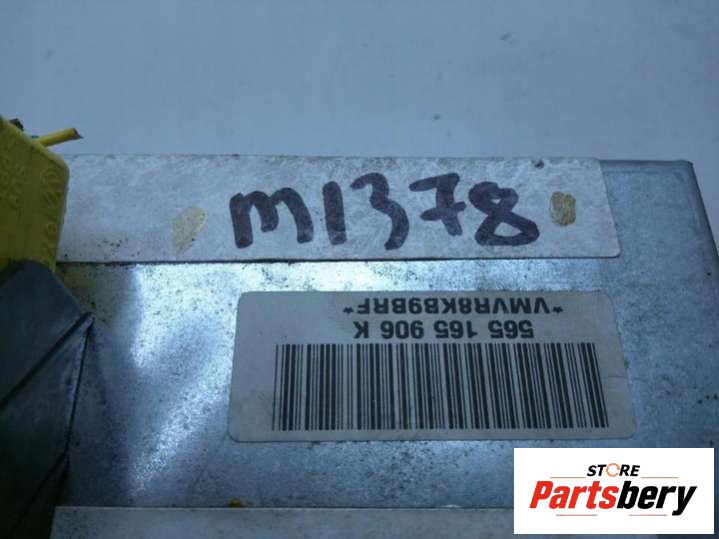 m1378
565 165 906 K
*VMVR8KB9BRF*
STORE
Partsbery